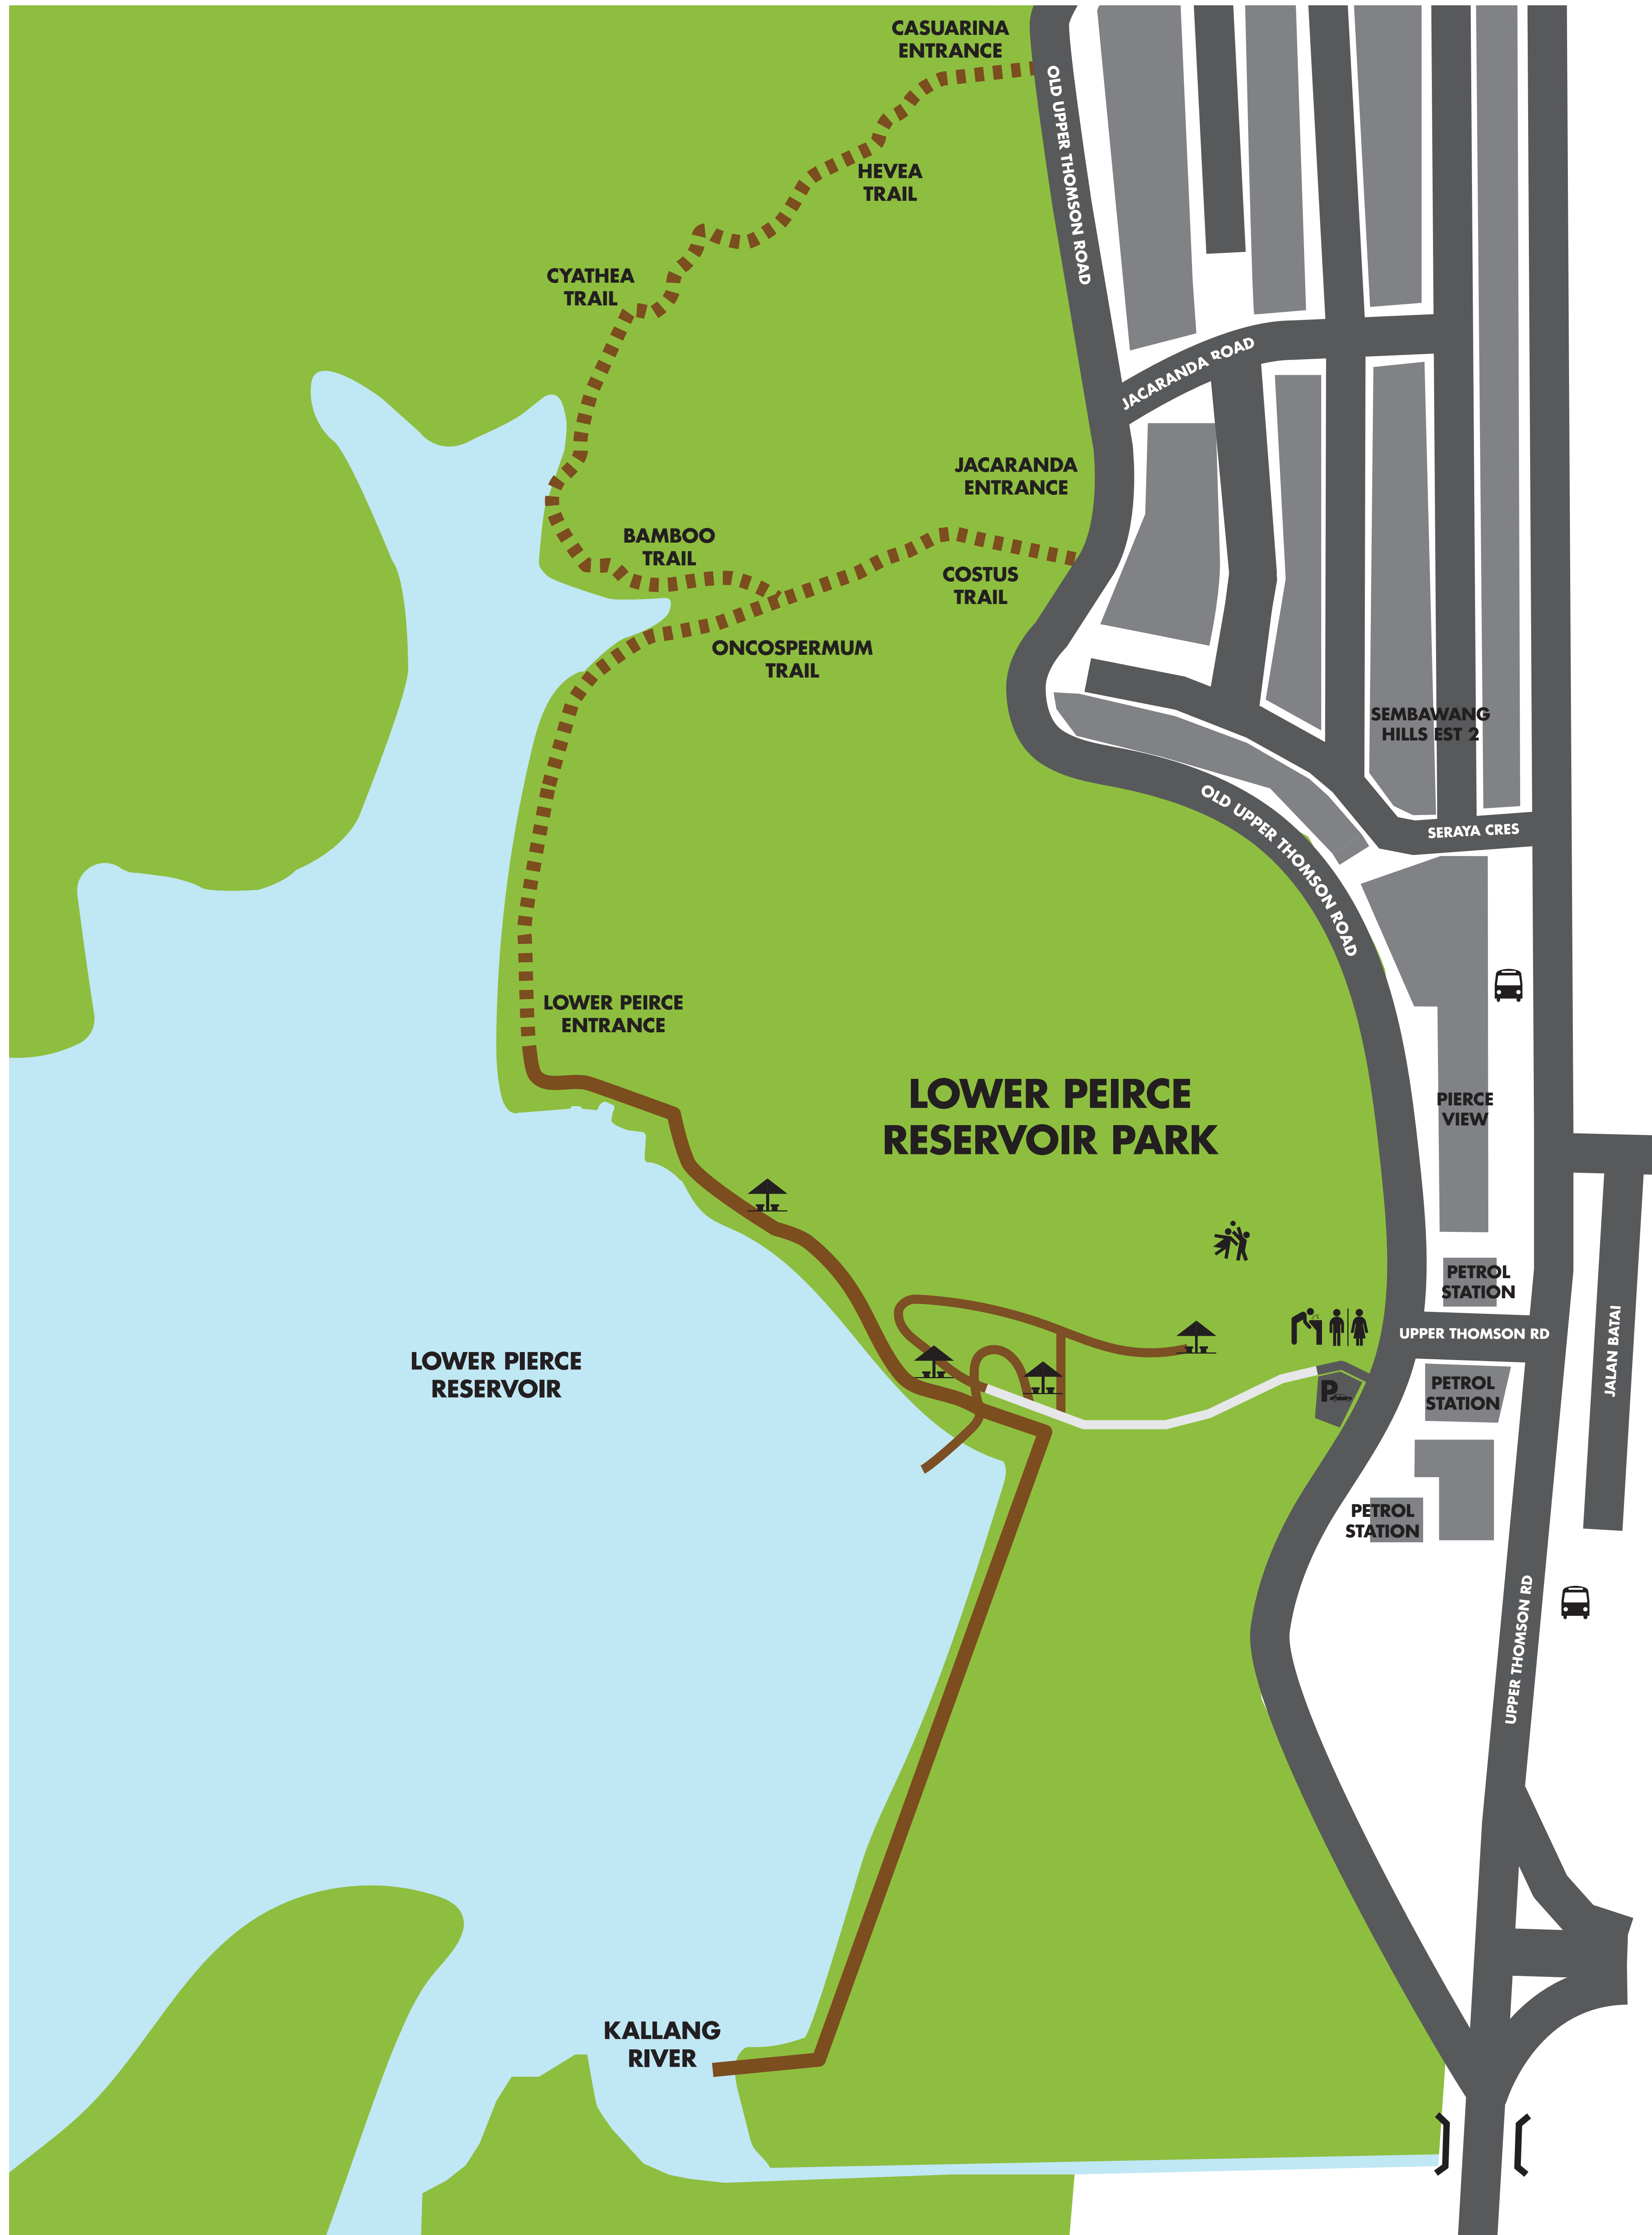 CASUARINA
ENTRANCE
OLD UPPER THOMSON ROAD
HEVEA
TRAIL
CYATHEA
TRAIL
JACARANDA ROAD
JACARANDA
ENTRANCE
BAMBOO
TRAIL
COSTUS
TRAIL
ONCOSPERMUM
TRAIL
SEMBAWANG
HILLS EST 2
OLD UPPER THOMSON ROAD
SERAYA CRES
LOWER PEIRCE
ENTRANCE
LOWER PEIRCE
RESERVOIR PARK
PIERCE
VIEW
PETROL
STATION
UPPER THOMSON RD
JALAN BATAI
LOWER PIERCE
RESERVOIR
P
PETROL
STATION
PETROL
STATION
UPPER THOMSON RD
KALLANG
RIVER